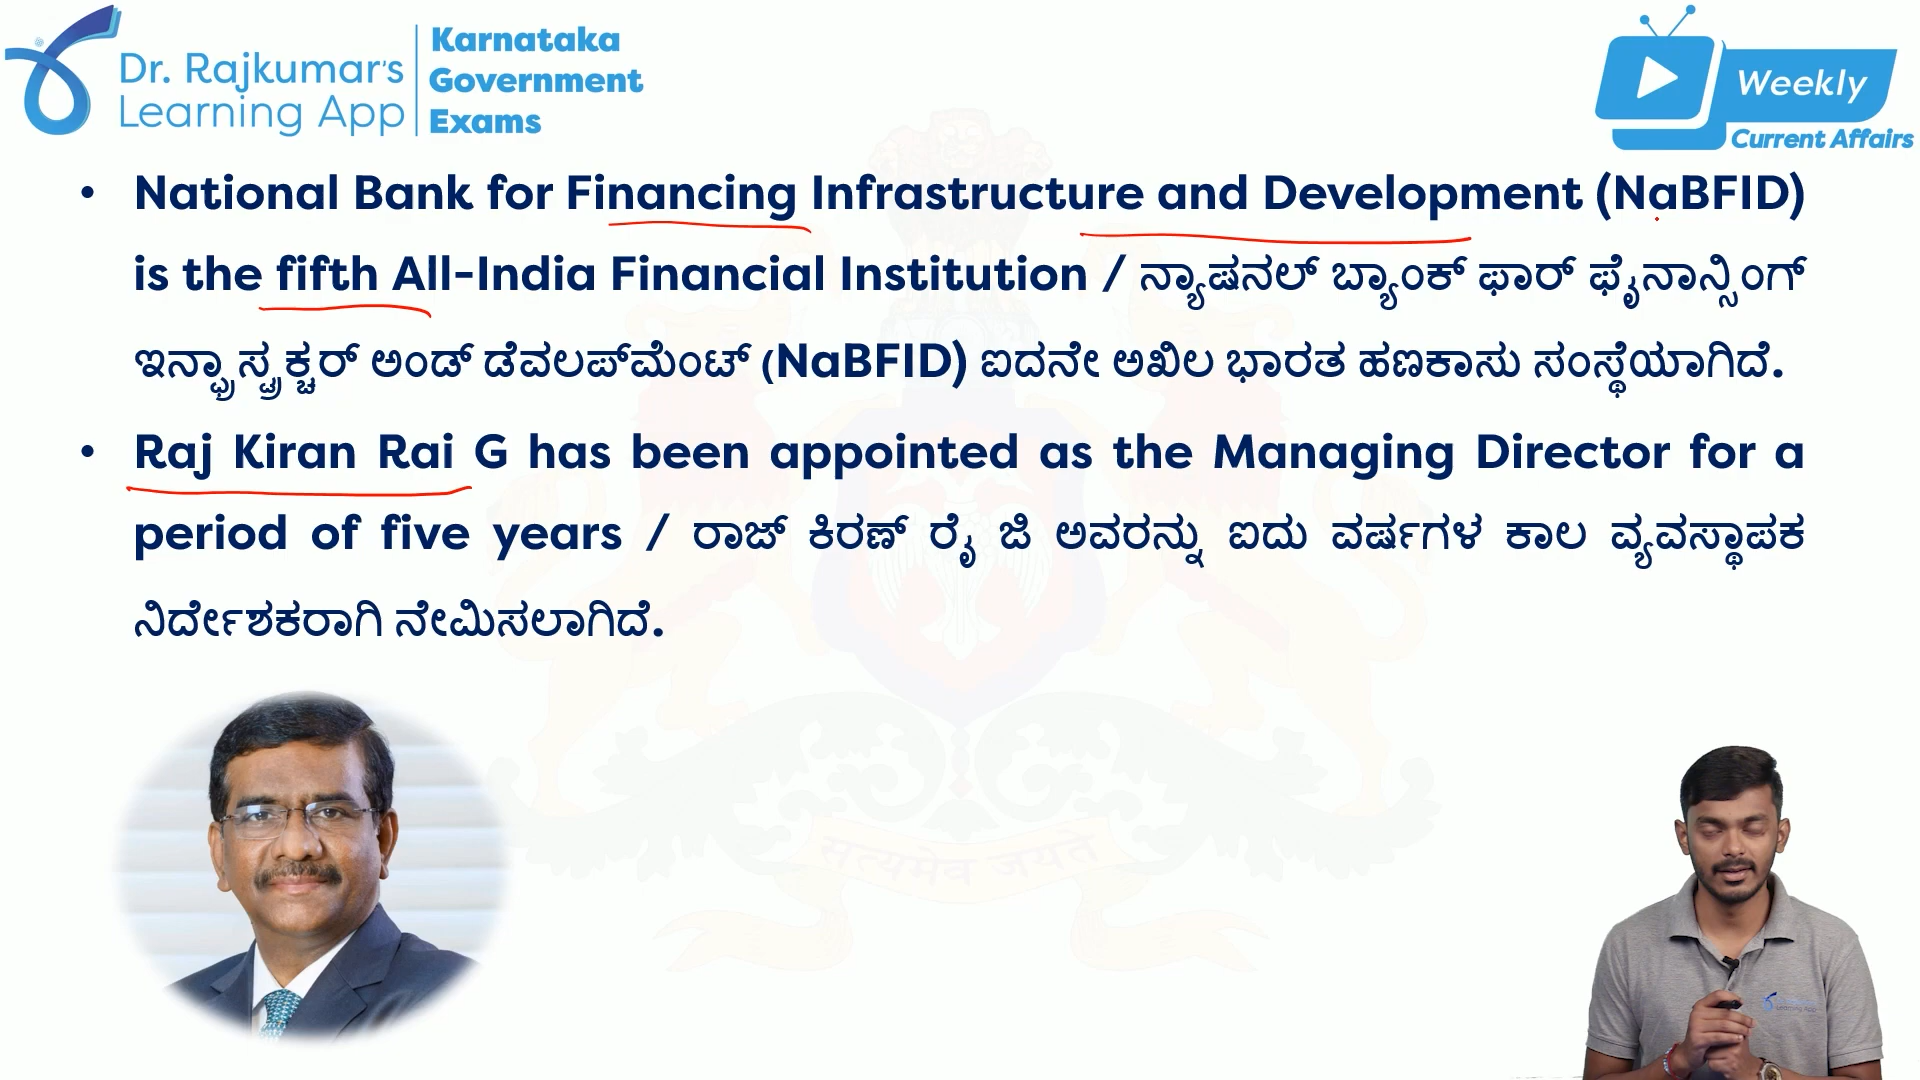 Dr. Rajkumar's
Learning App
Karnataka
Government
Exams
Weekly
Current Affairs
• National Bank for Financing Infrastructure and Development (NaBFID)
is the fifth All-India Financial Institution / ನ್ಯಾಷನಲ್ ಬ್ಯಾಂಕ್ ಫಾರ್ ಫೈನಾನ್ಸಿಂಗ್
ಇನ್ಫ್ರಾಸ್ಟ್ರಕ್ಚರ್ ಅಂಡ್ ಡೆವಲಪ್‌ಮೆಂಟ್ (NaBFID) ಐದನೇ ಅಖಿಲ ಭಾರತ ಹಣಕಾಸು ಸಂಸ್ಥೆಯಾಗಿದೆ.
• Raj Kiran Rai G has been appointed as the Managing Director for a
period of five years / ರಾಜ್ ಕಿರಣ್ ರೈ ಜಿ ಅವರನ್ನು ಐದು ವರ್ಷಗಳ ಕಾಲ ವ್ಯವಸ್ಥಾಪಕ
ನಿರ್ದೇಶಕರಾಗಿ ನೇಮಿಸಲಾಗಿದೆ.
सत्यमेव जयते